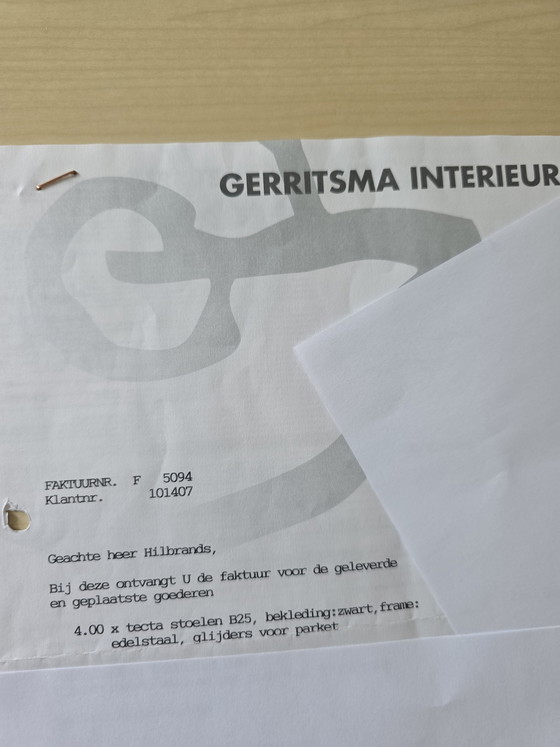 GERRITSMA INTERIEUR
FAKTUURNR. F 5094
Klantnr. 101407
Geachte heer Hilbrands,
Bij deze ontvangt U de faktuur voor de geleverde
en geplaatste goederen
4.00 x tecta stoelen B25, bekleding:zwart,frame:
edelstaal, glijders voor parket